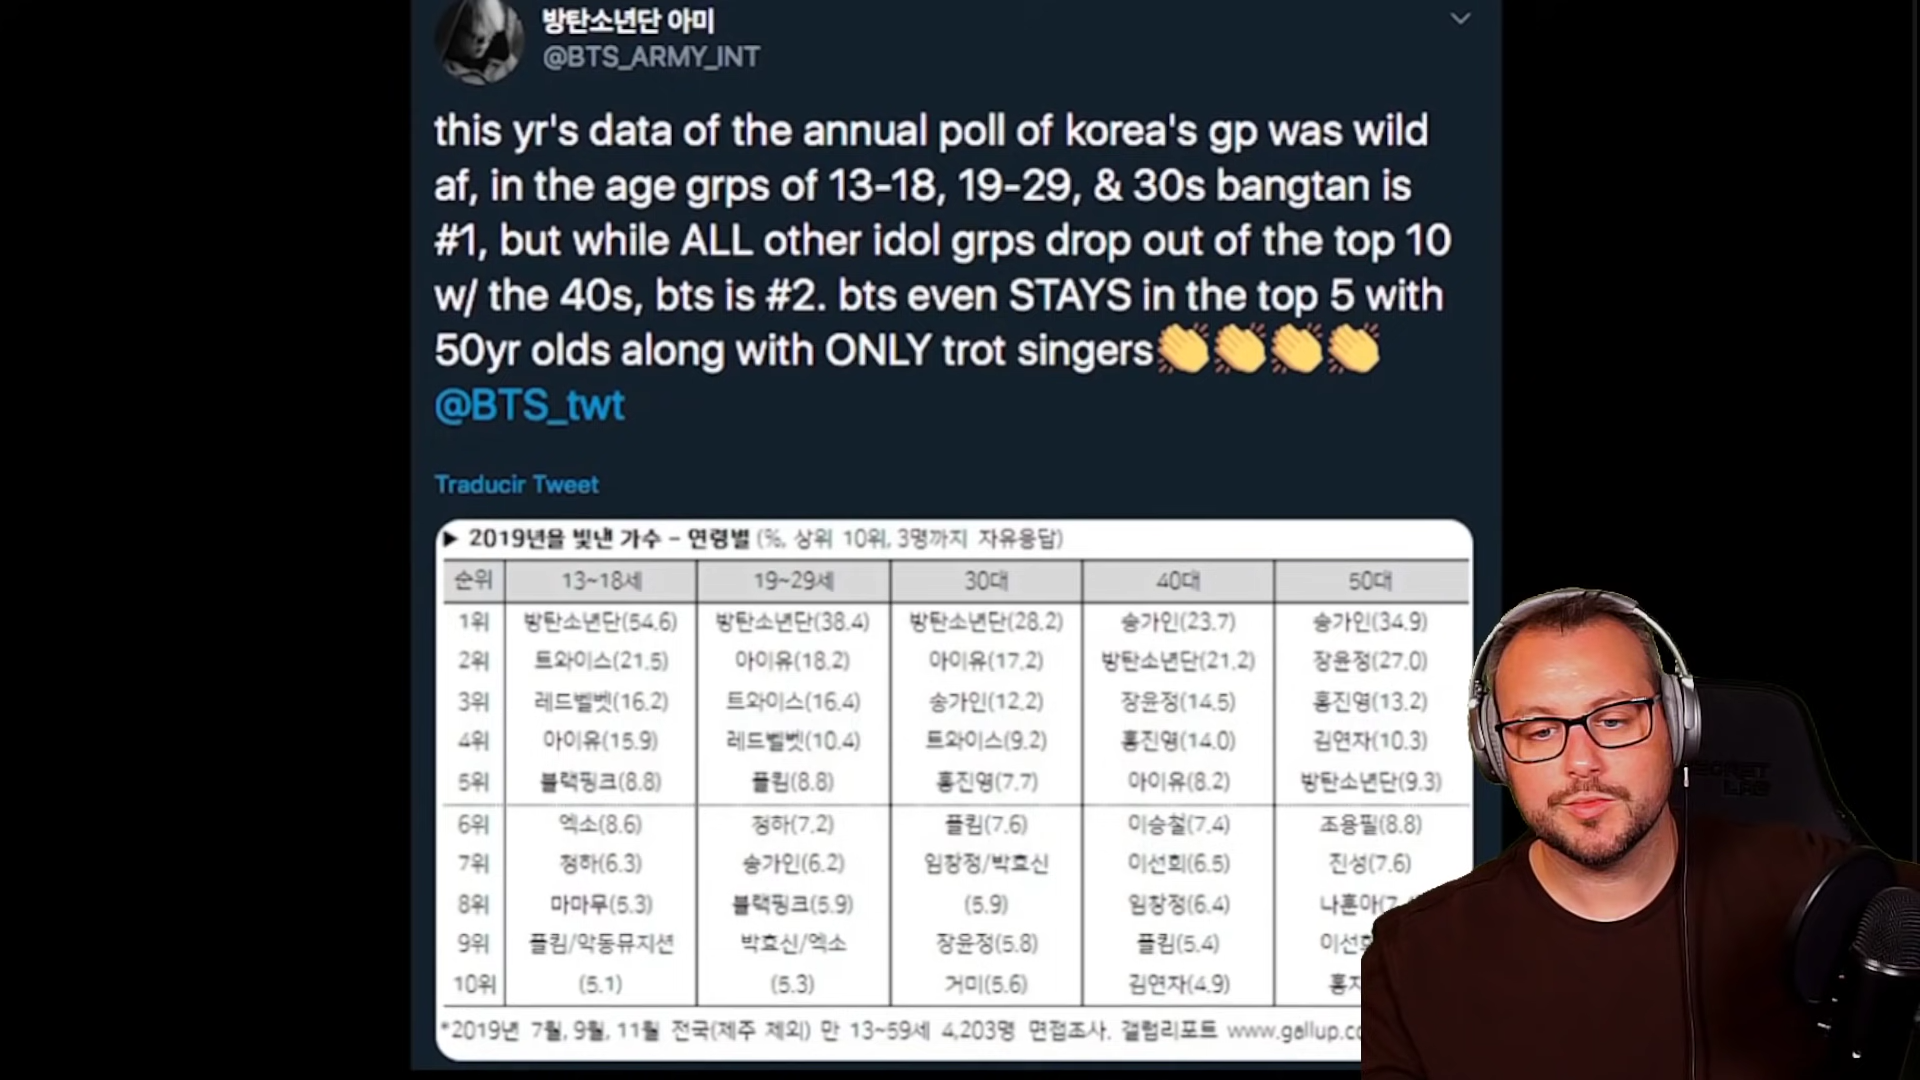 방탄소년단 아미
@BTS_ARMY_INT
this yr's data of the annual poll of korea's gp was wild
af, in the age grps of 13-18, 19-29, & 30s bangtan is
#1, but while ALL other idol grps drop out of the top 10
w/ the 40s, bts is #2. bts even STAYS in the top 5 with
50yr olds along with ONLY trot singers👏👏👏👏
@BTS_twt
Traducir Tweet
▶ 2019년을 빛낸 가수 - 연령별 (%, 상위 10위, 3명까지 자유응답)
순위 13~18세 19~29세 30대 40대 50대
1위 방탄소년단(54.6) 방탄소년단(38.4) 방탄소년단(28.2) 송가인(23.7) 송가인(34.9)
2위 트와이스(21.5) 아이유(18.2) 아이유(17.2) 방탄소년단(21.2) 장윤정(27.0)
3위 레드벨벳(16.2) 트와이스(16.4) 송가인(12.2) 장윤정(14.5) 홍진영(13.2)
4위 아이유(15.9) 레드벨벳(10.4) 트와이스(9.2) 홍진영(14.0) 김연자(10.3)
5위 블랙핑크(8.8) 폴킴(8.8) 홍진영(7.7) 아이유(8.2) 방탄소년단(9.3)
6위 엑소(8.6) 청하(7.2) 폴킴(7.6) 이승철(7.4) 조용필(8.8)
7위 청하(6.3) 송가인(6.2) 임창정/박효신 이선희(6.5) 진성(7.6)
8위 마마무(5.3) 블랙핑크(5.9) (5.9) 임창정(6.4) 나훈아
9위 폴킴/악동뮤지션 박효신/엑소 장윤정(5.8) 폴킴(5.4) 이선
10위 (5.1) (5.3) 거미(5.6) 김연자(4.9)
*2019년 7월, 9월, 11월 전국(제주 제외) 만 13~59세 4,203명 면접조사. 갤럽리포트 www.gallup.co